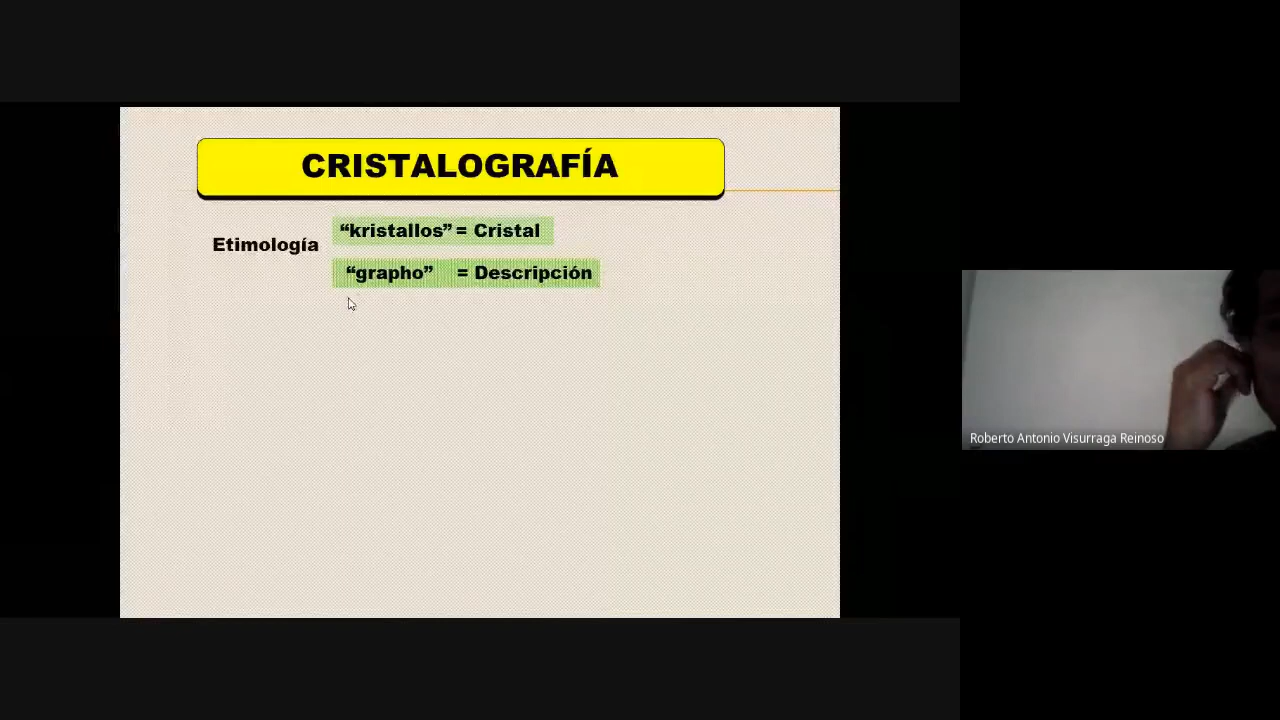 CRISTALOGRAFÍA
“kristallos” = Cristal
Etimología
“grapho” = Descripción
Roberto Antonio Visurraga Reinoso